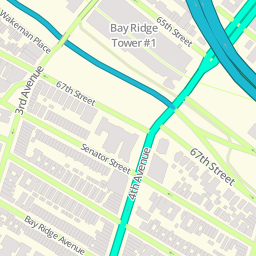 Wakeman Place
Bay Ridge
Tower #1
65th Street
3rd Avenue
67th Street
67th Street
Senator Street
4th Avenue
Bay Ridge Avenue